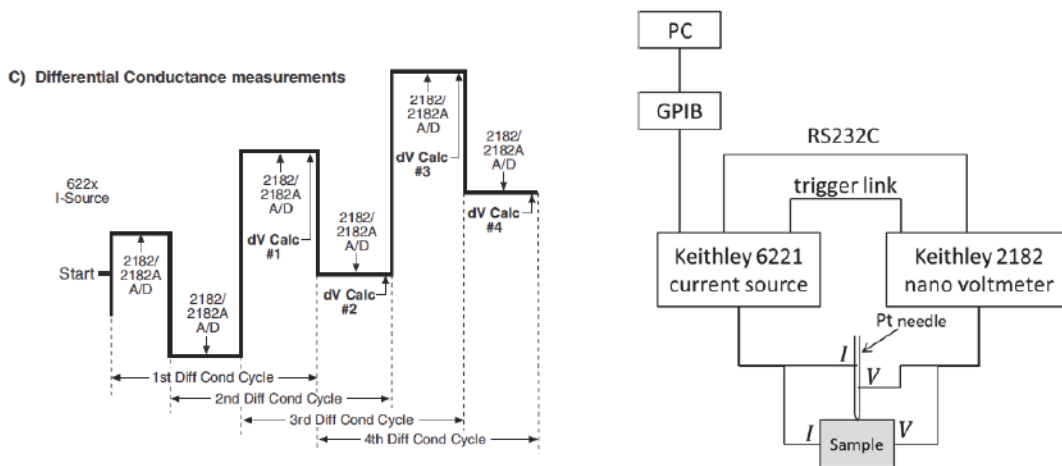 C) Differential Conductance measurements
622x
I-Source
Start
2182/
2182A
A/D
2182/
2182A
A/D
2182/
2182A
A/D
dV Calc
#1
2182/
2182A
A/D
dV Calc
#2
2182/
2182A
A/D
dV Calc
#3
2182/
2182A
A/D
dV Calc
#4
1st Diff Cond Cycle
2nd Diff Cond Cycle
3rd Diff Cond Cycle
4th Diff Cond Cycle
PC
GPIB
RS232C
trigger link
Keithley 6221
current source
Keithley 2182
nano voltmeter
Pt needle
I
V
I
Sample
V